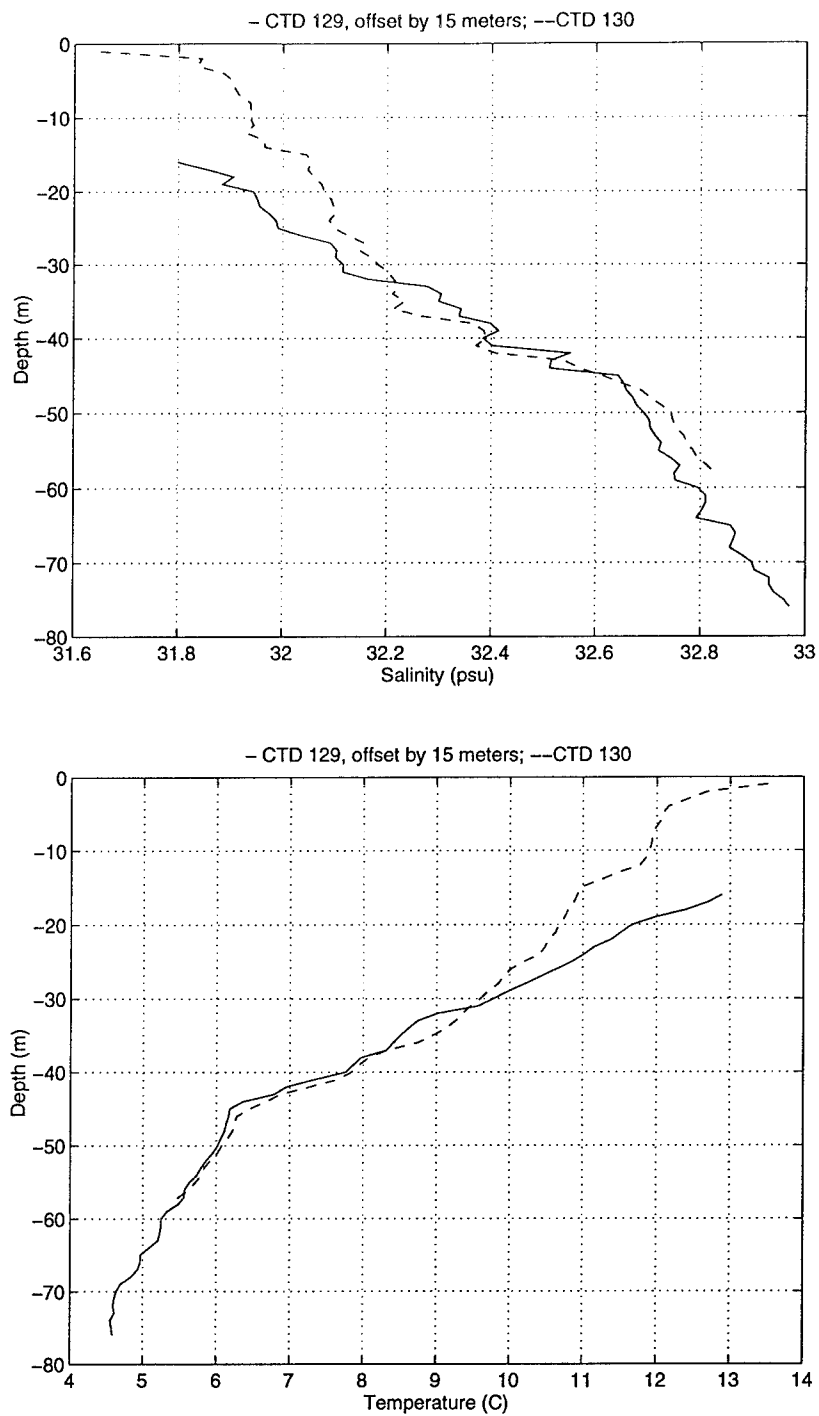 – CTD 129, offset by 15 meters; ––CTD 130
0
−10
−20
−30
−40
−50
−60
−70
−80
Depth (m)
31.6 31.8 32 32.2 32.4 32.6 32.8 33
Salinity (psu)
– CTD 129, offset by 15 meters; ––CTD 130
0
−10
−20
−30
−40
−50
−60
−70
−80
Depth (m)
4 5 6 7 8 9 10 11 12 13 14
Temperature (C)